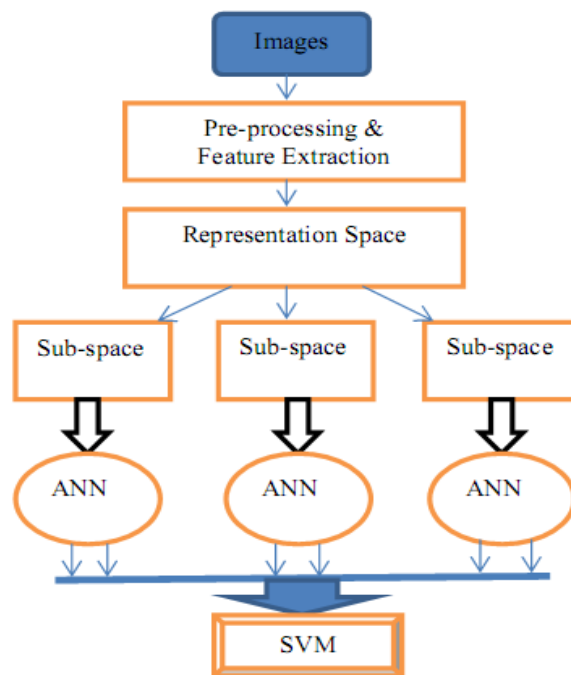 Images
Pre-processing &
Feature Extraction
Representation Space
Sub-space
Sub-space
Sub-space
ANN
ANN
ANN
SVM